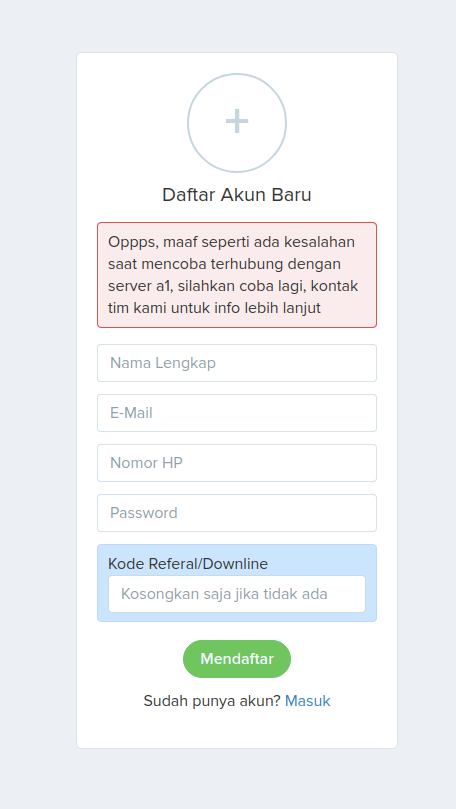 Daftar Akun Baru
Oppps, maaf seperti ada kesalahan
saat mencoba terhubung dengan
server a1, silahkan coba lagi, kontak
tim kami untuk info lebih lanjut
Nama Lengkap
E-Mail
Nomor HP
Password
Kode Referal/Downline
Kosongkan saja jika tidak ada
Mendaftar
Sudah punya akun? Masuk